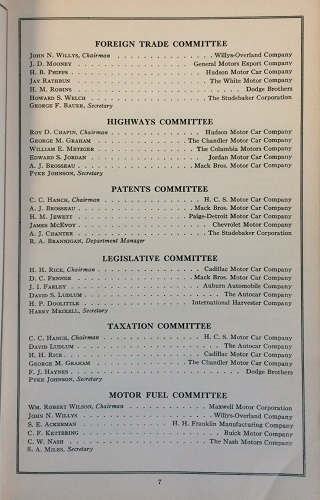 FOREIGN TRADE COMMITTEE
JOHN N. WILLYS, Chairman . . . . . . . . . . . . Willys-Overland Company
J. D. MOONEY . . . . . . . . . . . . General Motors Export Company
H. B. PHIPPS . . . . . . . . . . . . Hudson Motor Car Company
JAY RATHBUN . . . . . . . . . . . . The White Motor Company
H. M. ROBINS . . . . . . . . . . . . Dodge Brothers
HOWARD S. WELCH . . . . . . . . . . . . The Studebaker Corporation
GEORGE F. BAUER, Secretary
HIGHWAYS COMMITTEE
ROY D. CHAPIN, Chairman . . . . . . . . . . . . Hudson Motor Car Company
GEORGE M. GRAHAM . . . . . . . . . . . . The Chandler Motor Car Company
WILLIAM E. METZGER . . . . . . . . . . . . The Columbia Motors Company
EDWARD S. JORDAN . . . . . . . . . . . . Jordan Motor Car Company
A. J. BROSSEAU . . . . . . . . . . . . Mack Bros. Motor Car Company
PYKE JOHNSON, Secretary
PATENTS COMMITTEE
C. C. HANCH, Chairman . . . . . . . . . . . . H. C. S. Motor Car Company
A. J. BROSSEAU . . . . . . . . . . . . Mack Bros. Motor Car Company
H. M. JEWETT . . . . . . . . . . . . Paige-Detroit Motor Car Company
JAMES MCEVOY . . . . . . . . . . . . Chevrolet Motor Company
A. J. CHANTER . . . . . . . . . . . . The Studebaker Corporation
R. A. BRANNIGAN, Department Manager
LEGISLATIVE COMMITTEE
H. H. RICE, Chairman . . . . . . . . . . . . Cadillac Motor Car Company
D. C. FENNER . . . . . . . . . . . . Mack Bros. Motor Car Company
J. I. FARLEY . . . . . . . . . . . . Auburn Automobile Company
DAVID S. LUDLUM . . . . . . . . . . . . The Autocar Company
H. P. DOOLITTLE . . . . . . . . . . . . International Harvester Company
HARRY MEIXELL, Secretary
TAXATION COMMITTEE
C. C. HANCH, Chairman . . . . . . . . . . . . H. C. S. Motor Car Company
DAVID LUDLUM . . . . . . . . . . . . The Autocar Company
H. H. RICE . . . . . . . . . . . . Cadillac Motor Car Company
GEORGE M. GRAHAM . . . . . . . . . . . . The Chandler Motor Car Company
F. J. HAYNES . . . . . . . . . . . . Dodge Brothers
PYKE JOHNSON, Secretary
MOTOR FUEL COMMITTEE
WM. ROBERT WILSON, Chairman . . . . . . . . . . . . Maxwell Motor Corporation
JOHN N. WILLYS . . . . . . . . . . . . Willys-Overland Company
S. E. ACKERMAN . . . . . . . . . . . . H. H. Franklin Manufacturing Company
C. F. KETTERING . . . . . . . . . . . . Buick Motor Company
C. W. NASH . . . . . . . . . . . . The Nash Motors Company
S. A. MILES, Secretary
7